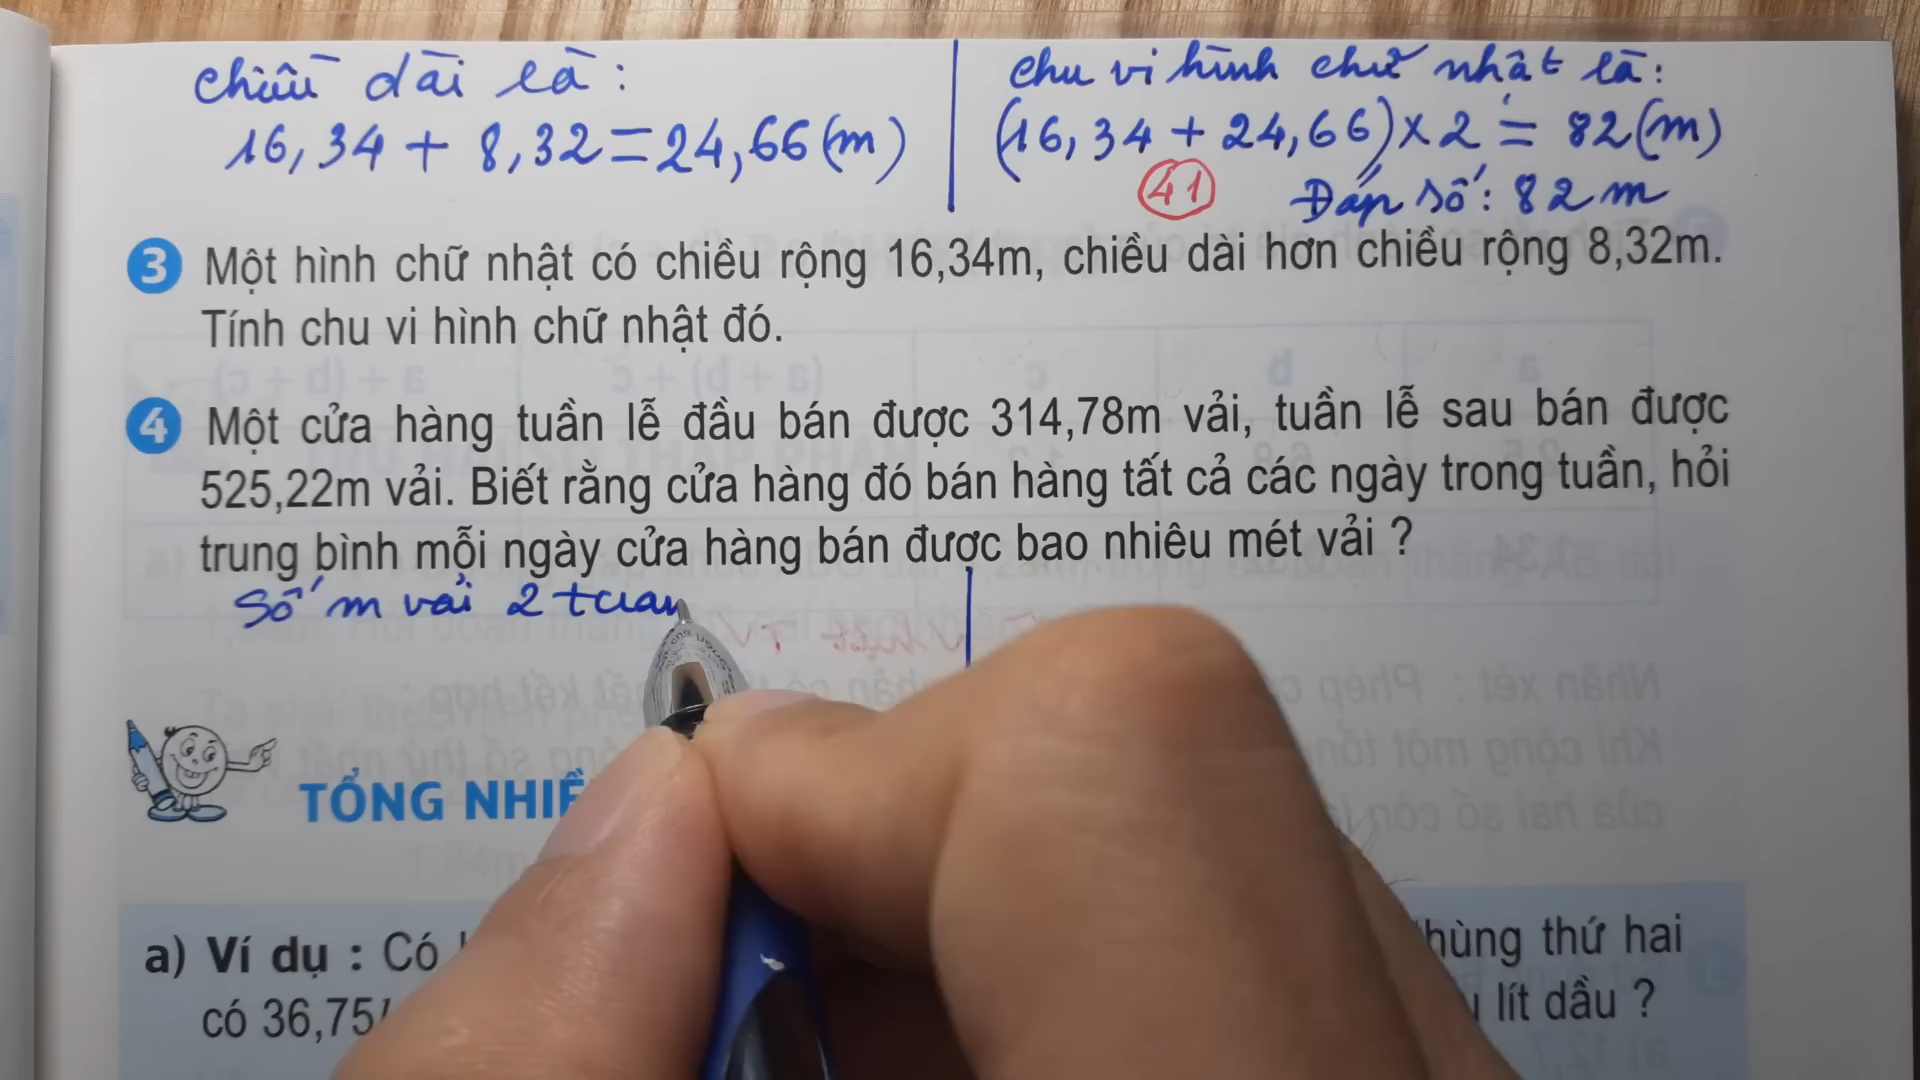 chiều dài là:
16,34 + 8,32 = 24,66 (m)
chu vi hình chữ nhật là:
(16,34 + 24,66) × 2 = 82 (m)
41
Đáp số: 82 m
3 Một hình chữ nhật có chiều rộng 16,34m, chiều dài hơn chiều rộng 8,32m.
Tính chu vi hình chữ nhật đó.
4 Một cửa hàng tuần lễ đầu bán được 314,78m vải, tuần lễ sau bán được
525,22m vải. Biết rằng cửa hàng đó bán hàng tất cả các ngày trong tuần, hỏi
trung bình mỗi ngày cửa hàng bán được bao nhiêu mét vải ?
Số m vải 2 tuan
TỔNG NHIỀ
a) Ví dụ : Có
thùng thứ hai
có 36,75l
lít dầu ?